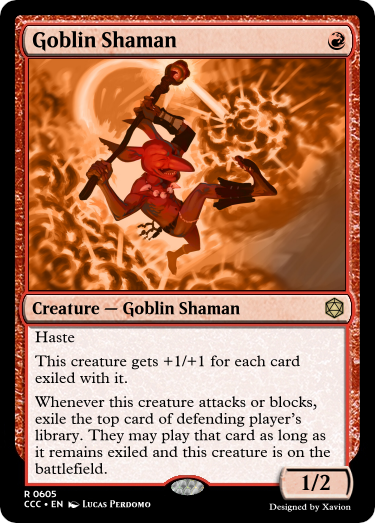 Goblin Shaman
Creature — Goblin Shaman
Haste
This creature gets +1/+1 for each card
exiled with it.
Whenever this creature attacks or blocks,
exile the top card of defending player's
library. They may play that card as long as
it remains exiled and this creature is on the
battlefield.
1/2
R 0605
CCC • EN Lucas Perdomo
Designed by Xavion